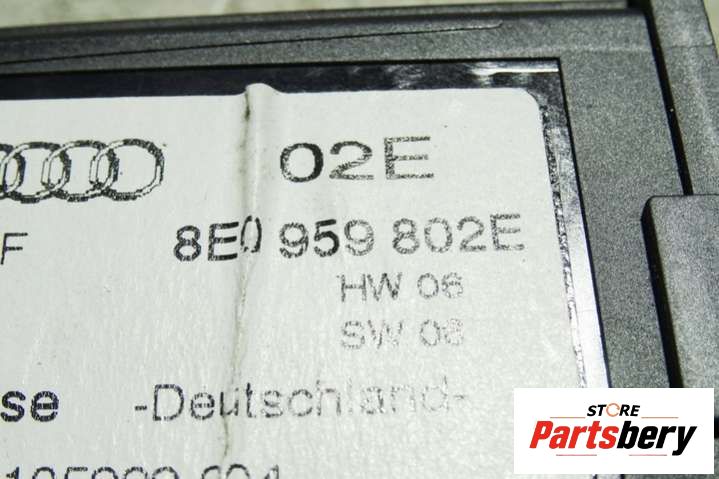 02E
F 8E0 959 802E
HW 06
SW 08
se -Deutschland-
STORE
Partsbery